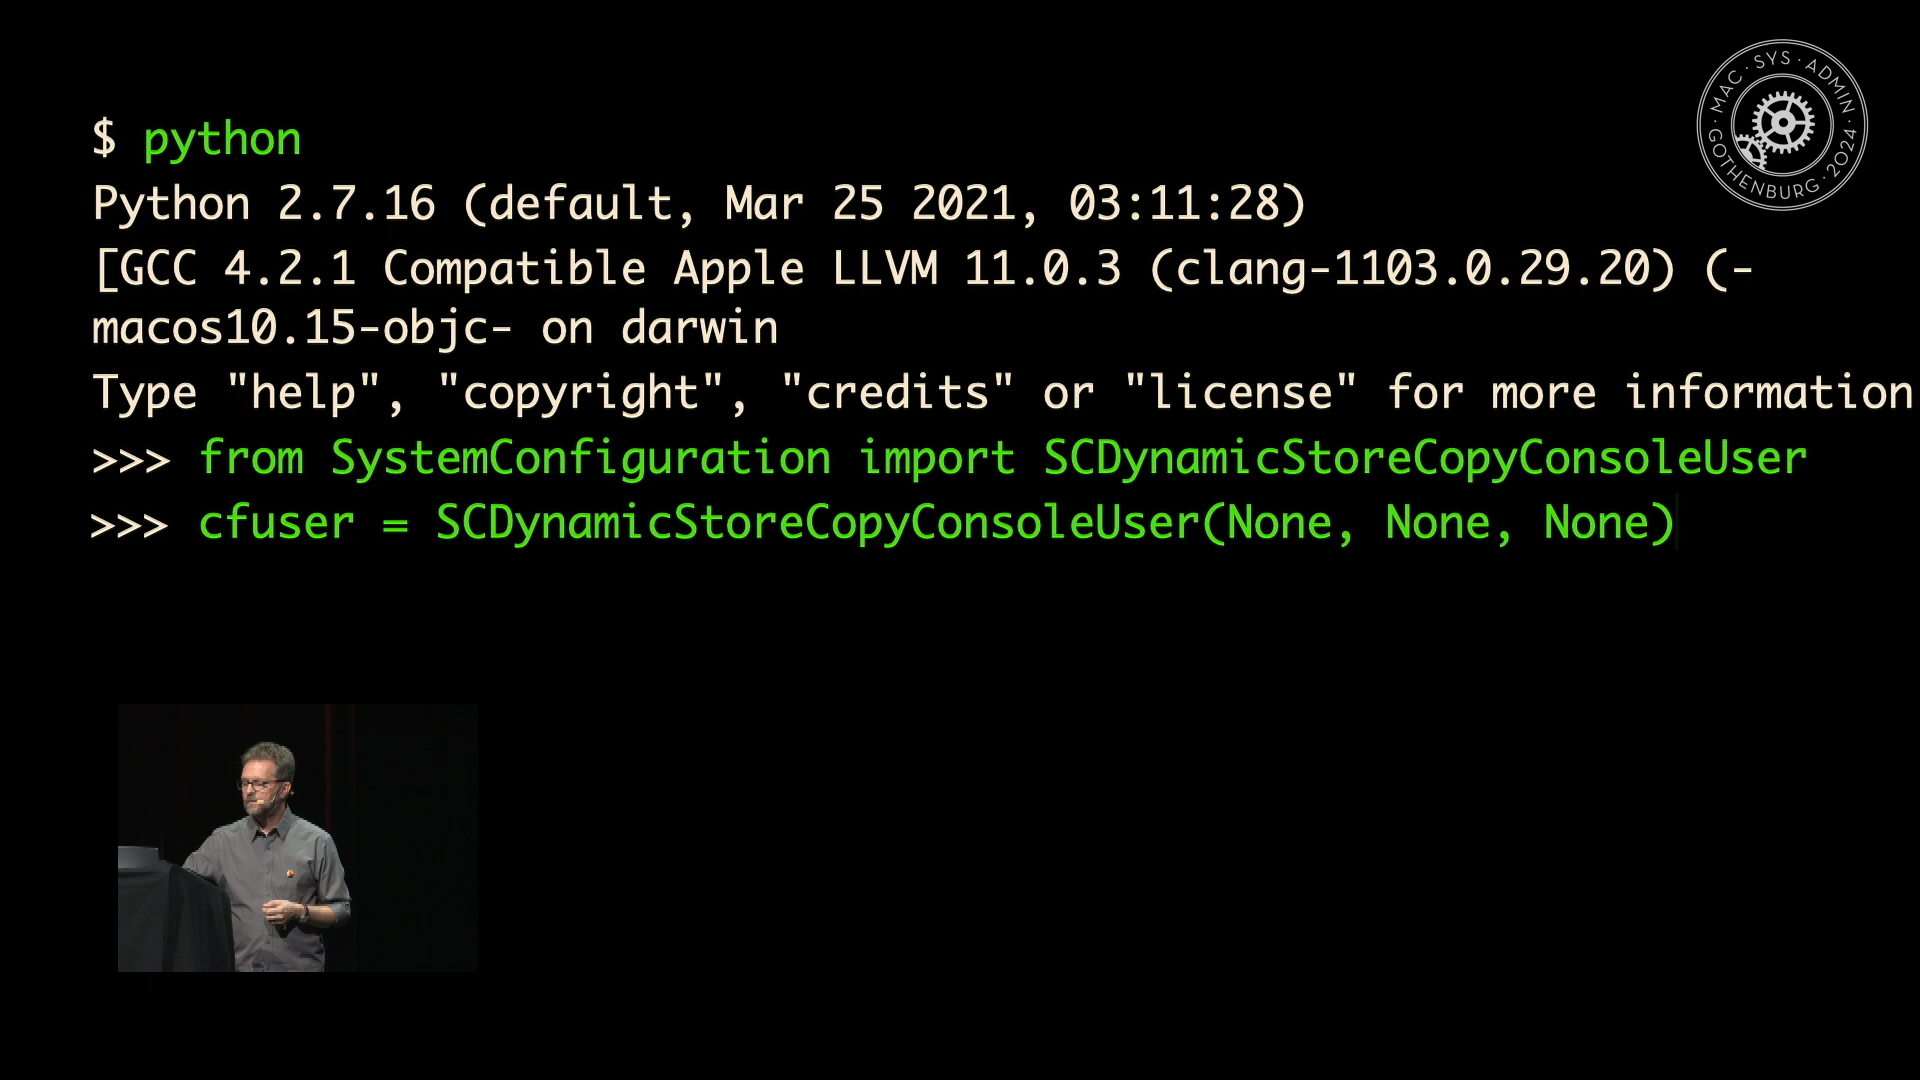 $ python
Python 2.7.16 (default, Mar 25 2021, 03:11:28)
[GCC 4.2.1 Compatible Apple LLVM 11.0.3 (clang-1103.0.29.20) (-
macos10.15-objc- on darwin
Type "help", "copyright", "credits" or "license" for more information
>>> from SystemConfiguration import SCDynamicStoreCopyConsoleUser
>>> cfuser = SCDynamicStoreCopyConsoleUser(None, None, None)
· MAC · SYS · ADMIN ·
GOTHENBURG · 2024